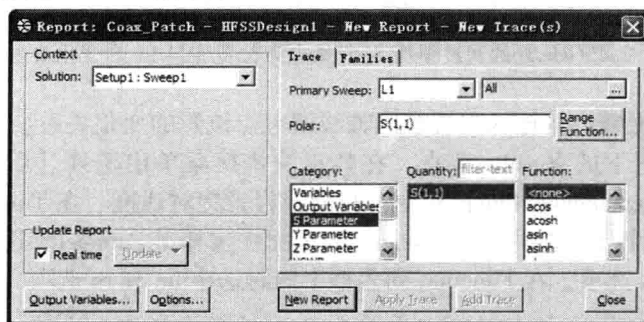 Report: Coax_Patch - HFSSDesign1 - New Report - New Trace(s)
Context
Solution: Setup1 : Sweep1
Update Report
Real time
Update
Output Variables...
Options...
Trace
Families
Primary Sweep: L1
All
...
Polar: S(1,1)
Range Function...
Category:
Variables
Output Variables
S Parameter
Y Parameter
Z Parameter
Quantity: filter-text
S(1,1)
Function:
<none>
acos
acosh
asin
asinh
New Report
Apply Trace
Add Trace
Close